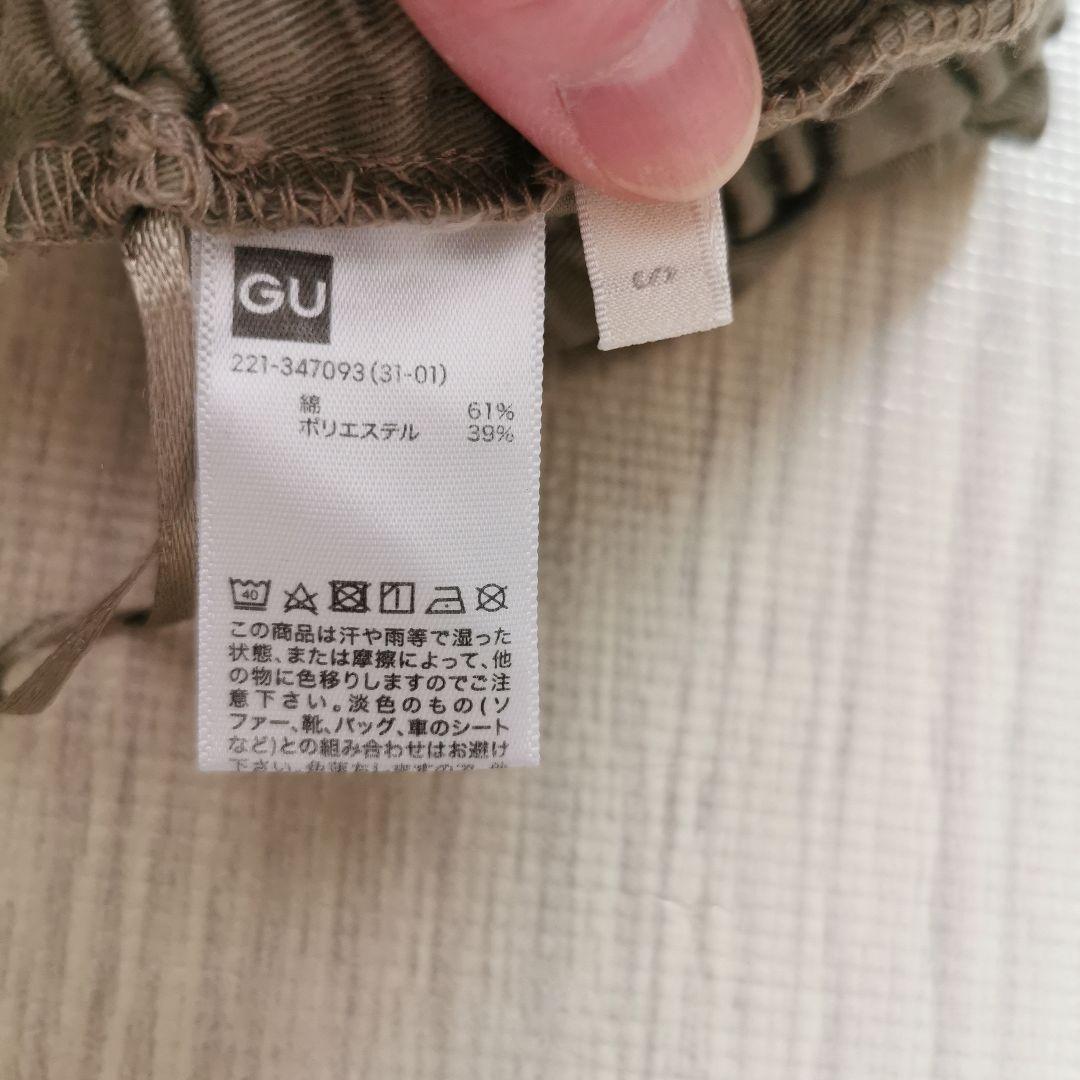 GU
S
221-347093(31-01)
綿 61%
ポリエステル 39%
40
この商品は汗や雨等で湿った
状態、または摩擦によって、他
の物に色移りしますのでご注
意下さい。淡色のもの(ソ
ファー、靴、バッグ、車のシート
など)との組み合わせはお避け
下さい。